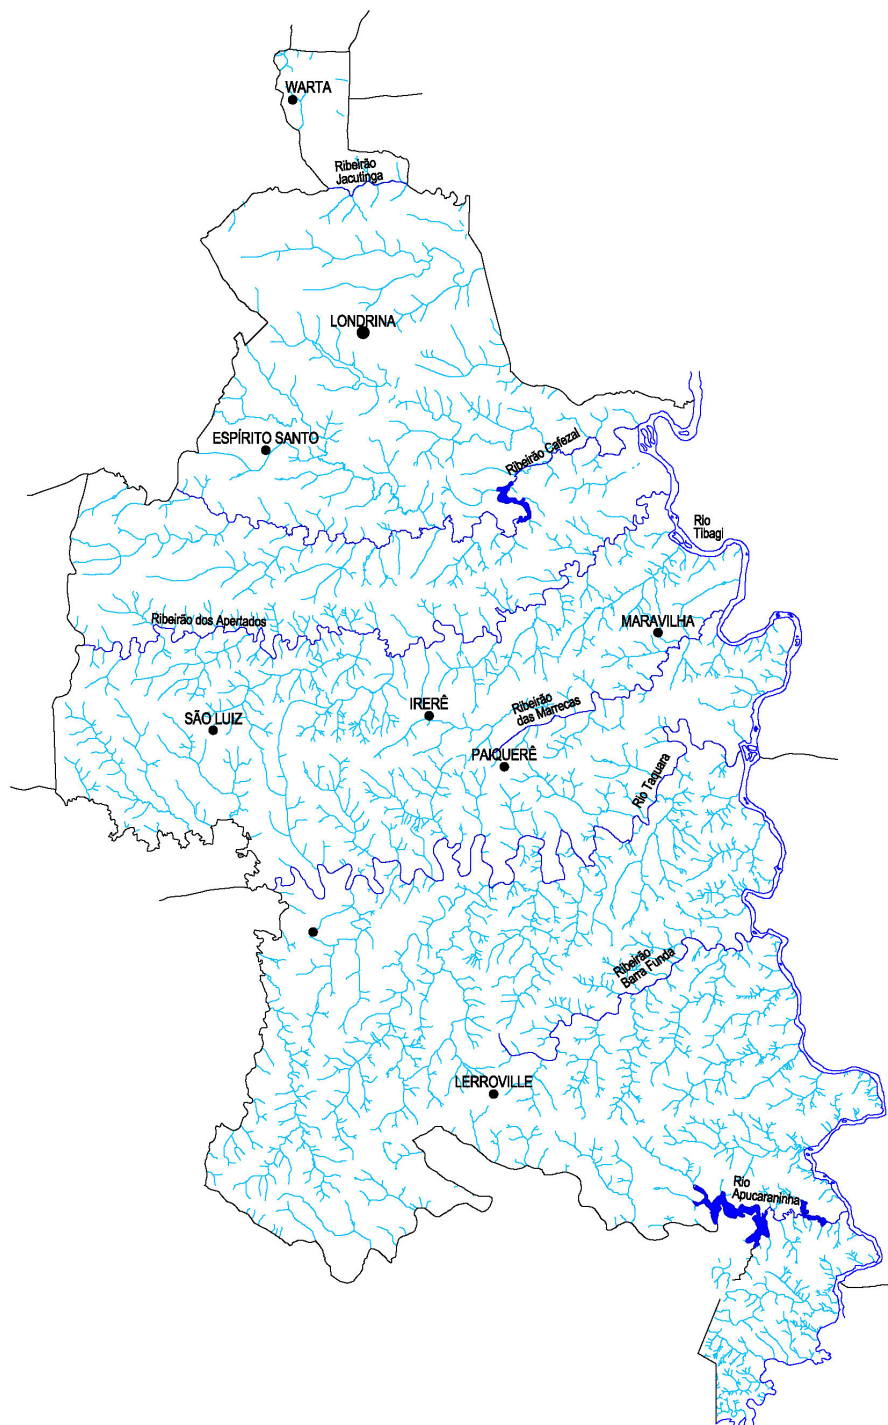 WARTA
Ribeirão
Jacutinga
LONDRINA
ESPÍRITO SANTO
Ribeirão Cafezal
Rio
Tibagi
Ribeirão dos Apertados
MARAVILHA
IRERÊ
Ribeirão
das Marrecas
SÃO LUIZ
PAIQUERÊ
Rio Taquara
Ribeirão
Barra Funda
LERROVILLE
Rio
Apucaraninha